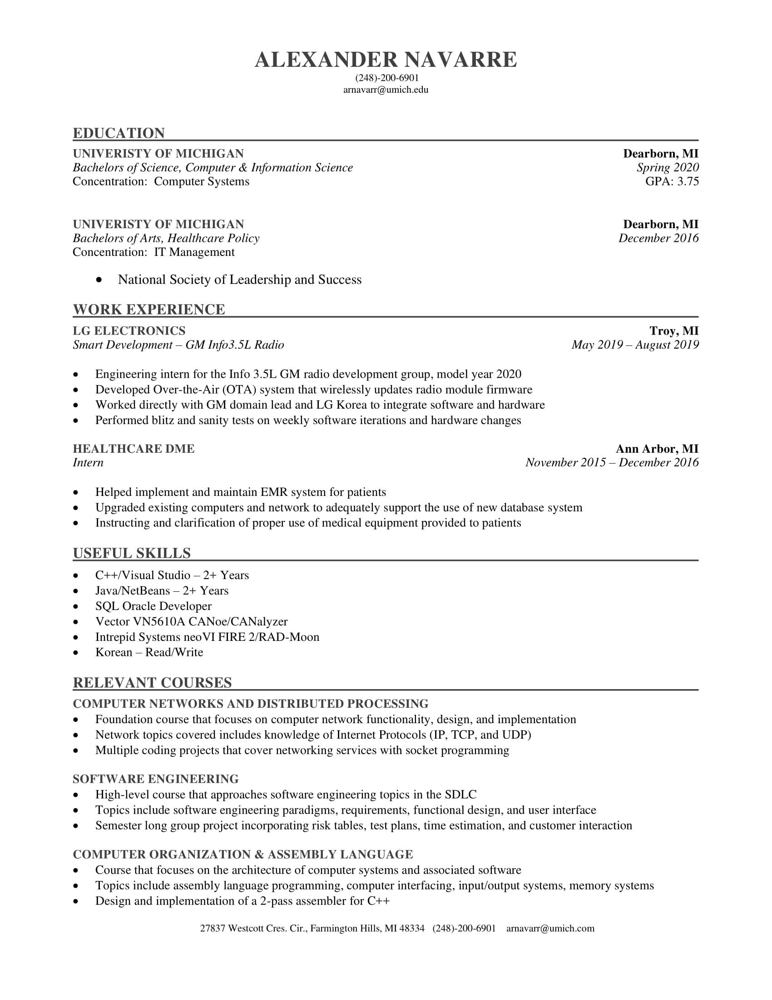 ALEXANDER NAVARRE
(248)-200-6901
arnavarr@umich.edu
EDUCATION
UNIVERISTY OF MICHIGAN Dearborn, MI
Bachelors of Science, Computer & Information Science Spring 2020
Concentration: Computer Systems GPA: 3.75
UNIVERISTY OF MICHIGAN Dearborn, MI
Bachelors of Arts, Healthcare Policy December 2016
Concentration: IT Management
• National Society of Leadership and Success
WORK EXPERIENCE
LG ELECTRONICS Troy, MI
Smart Development – GM Info3.5L Radio May 2019 – August 2019
• Engineering intern for the Info 3.5L GM radio development group, model year 2020
• Developed Over-the-Air (OTA) system that wirelessly updates radio module firmware
• Worked directly with GM domain lead and LG Korea to integrate software and hardware
• Performed blitz and sanity tests on weekly software iterations and hardware changes
HEALTHCARE DME Ann Arbor, MI
Intern November 2015 – December 2016
• Helped implement and maintain EMR system for patients
• Upgraded existing computers and network to adequately support the use of new database system
• Instructing and clarification of proper use of medical equipment provided to patients
USEFUL SKILLS
• C++/Visual Studio – 2+ Years
• Java/NetBeans – 2+ Years
• SQL Oracle Developer
• Vector VN5610A CANoe/CANalyzer
• Intrepid Systems neoVI FIRE 2/RAD-Moon
• Korean – Read/Write
RELEVANT COURSES
COMPUTER NETWORKS AND DISTRIBUTED PROCESSING
• Foundation course that focuses on computer network functionality, design, and implementation
• Network topics covered includes knowledge of Internet Protocols (IP, TCP, and UDP)
• Multiple coding projects that cover networking services with socket programming
SOFTWARE ENGINEERING
• High-level course that approaches software engineering topics in the SDLC
• Topics include software engineering paradigms, requirements, functional design, and user interface
• Semester long group project incorporating risk tables, test plans, time estimation, and customer interaction
COMPUTER ORGANIZATION & ASSEMBLY LANGUAGE
• Course that focuses on the architecture of computer systems and associated software
• Topics include assembly language programming, computer interfacing, input/output systems, memory systems
• Design and implementation of a 2-pass assembler for C++
27837 Westcott Cres. Cir., Farmington Hills, MI 48334 (248)-200-6901 arnavarr@umich.com